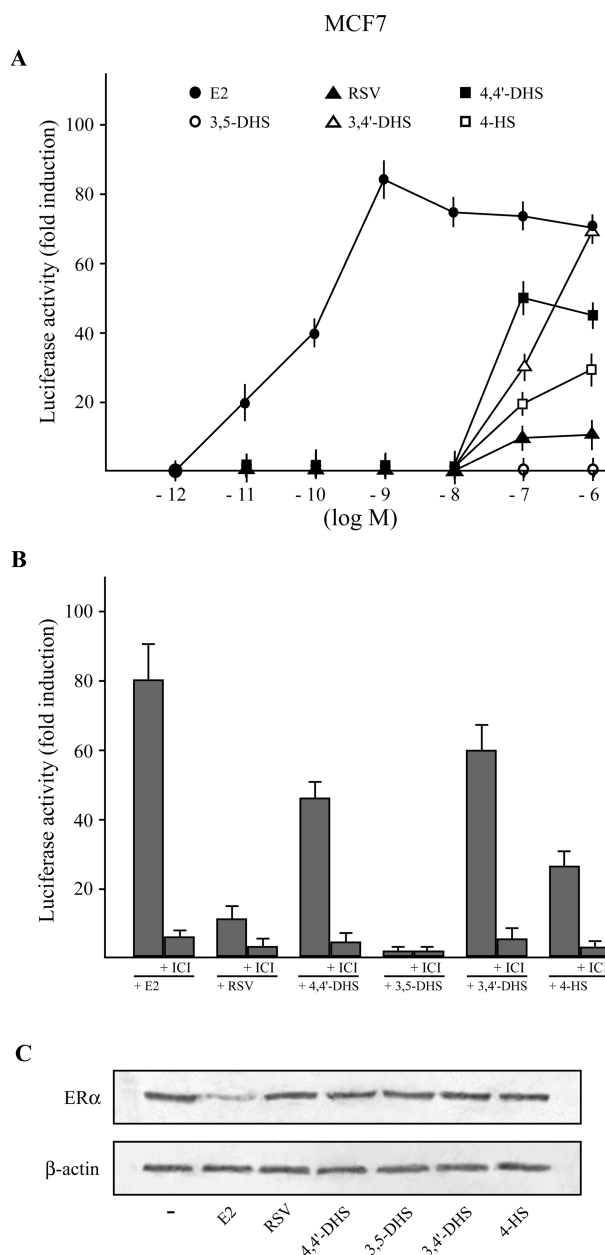 MCF7
A
E2 RSV 4,4'-DHS
3,5-DHS 3,4'-DHS 4-HS
Luciferase activity (fold induction)
100
80
60
40
20
- 12 - 11 - 10 - 9 - 8 - 7 - 6
(log M)
B
Luciferase activity (fold induction)
100
80
60
40
20
+ ICI + ICI + ICI + ICI + ICI + ICI
+ E2 + RSV + 4,4'-DHS + 3,5-DHS + 3,4'-DHS + 4-HS
C
ERα
β-actin
- E2 RSV 4,4'-DHS 3,5-DHS 3,4'-DHS 4-HS